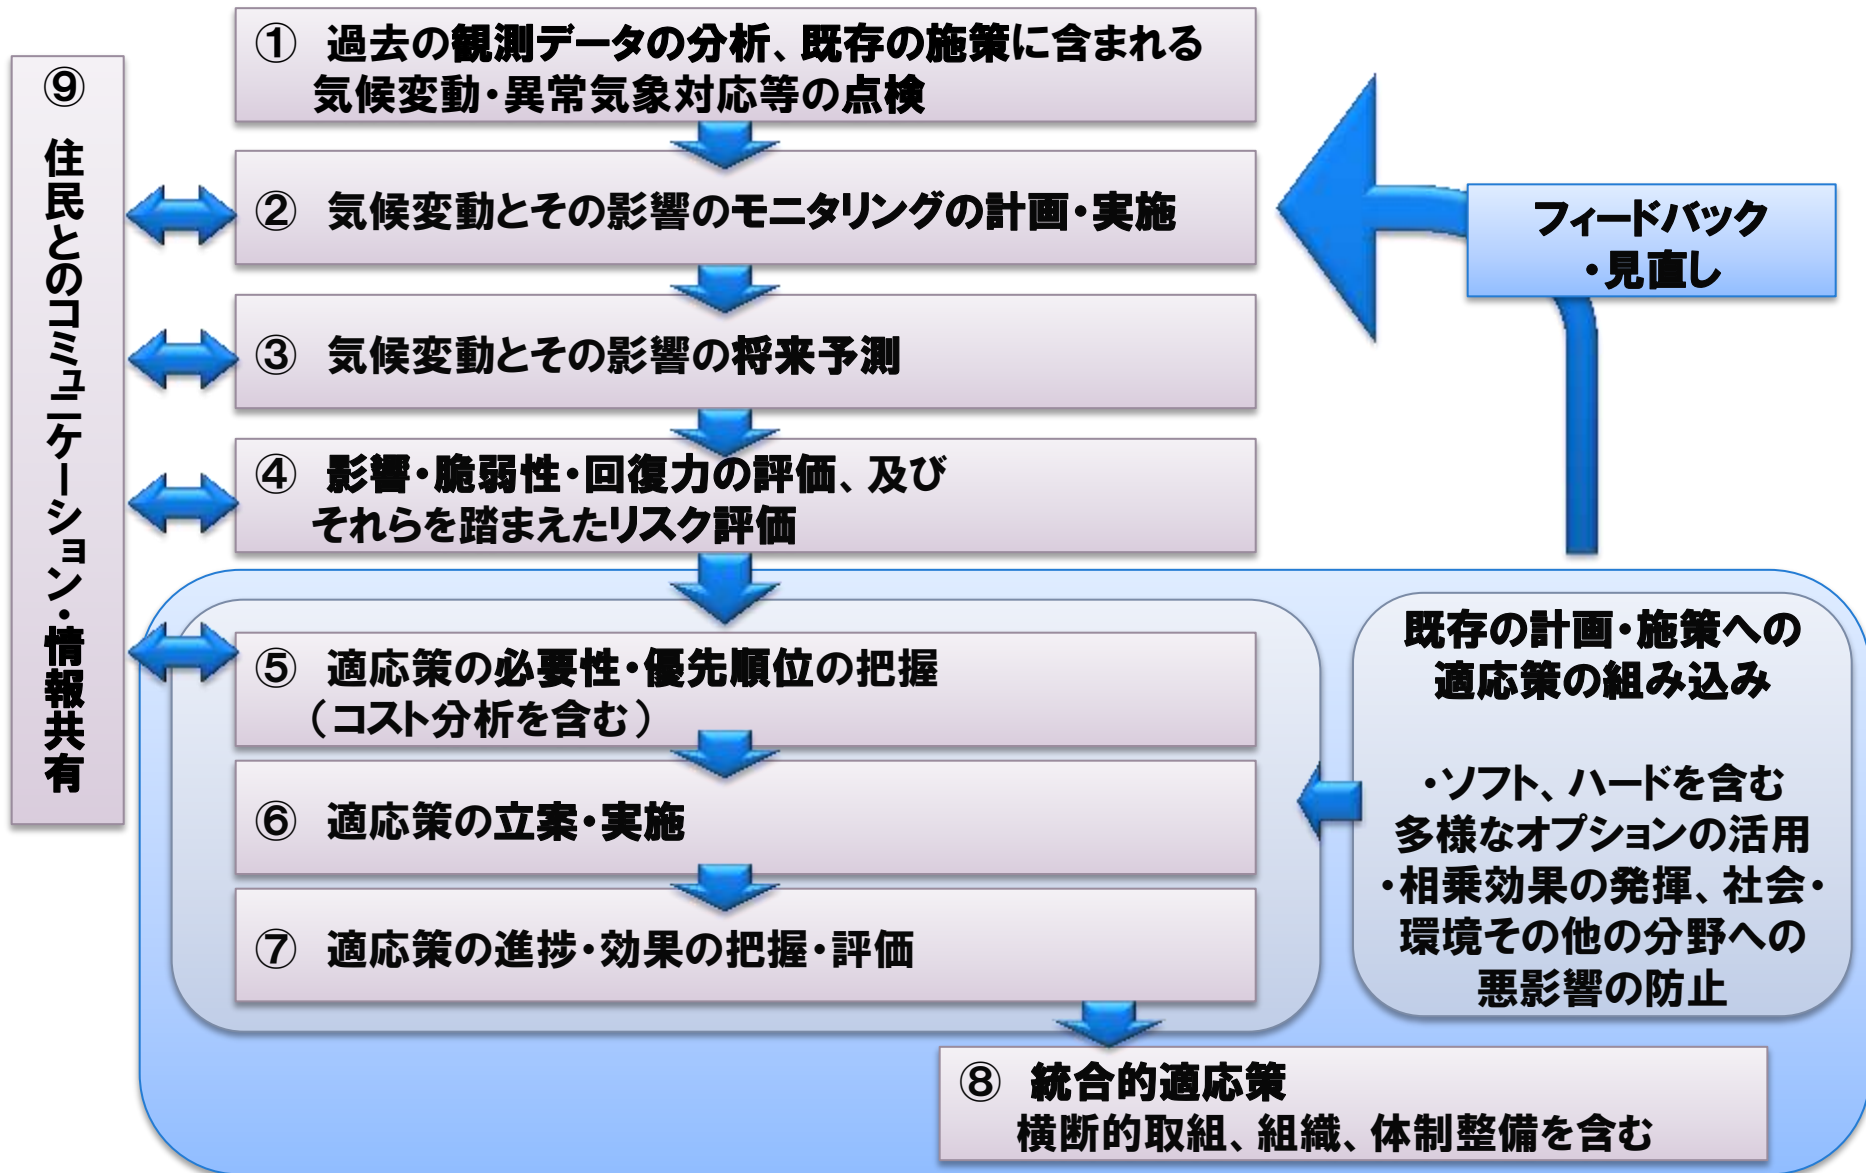 ① 過去の観測データの分析、既存の施策に含まれる
気候変動・異常気象対応等の点検
② 気候変動とその影響のモニタリングの計画・実施
③ 気候変動とその影響の将来予測
④ 影響・脆弱性・回復力の評価、及び
それらを踏まえたリスク評価
⑤ 適応策の必要性・優先順位の把握
（コスト分析を含む）
⑥ 適応策の立案・実施
⑦ 適応策の進捗・効果の把握・評価
⑧ 統合的適応策
横断的取組、組織、体制整備を含む
⑨ 住民とのコミュニケーション・情報共有
フィードバック
・見直し
既存の計画・施策への
適応策の組み込み
・ソフト、ハードを含む
多様なオプションの活用
・相乗効果の発揮、社会・
環境その他の分野への
悪影響の防止